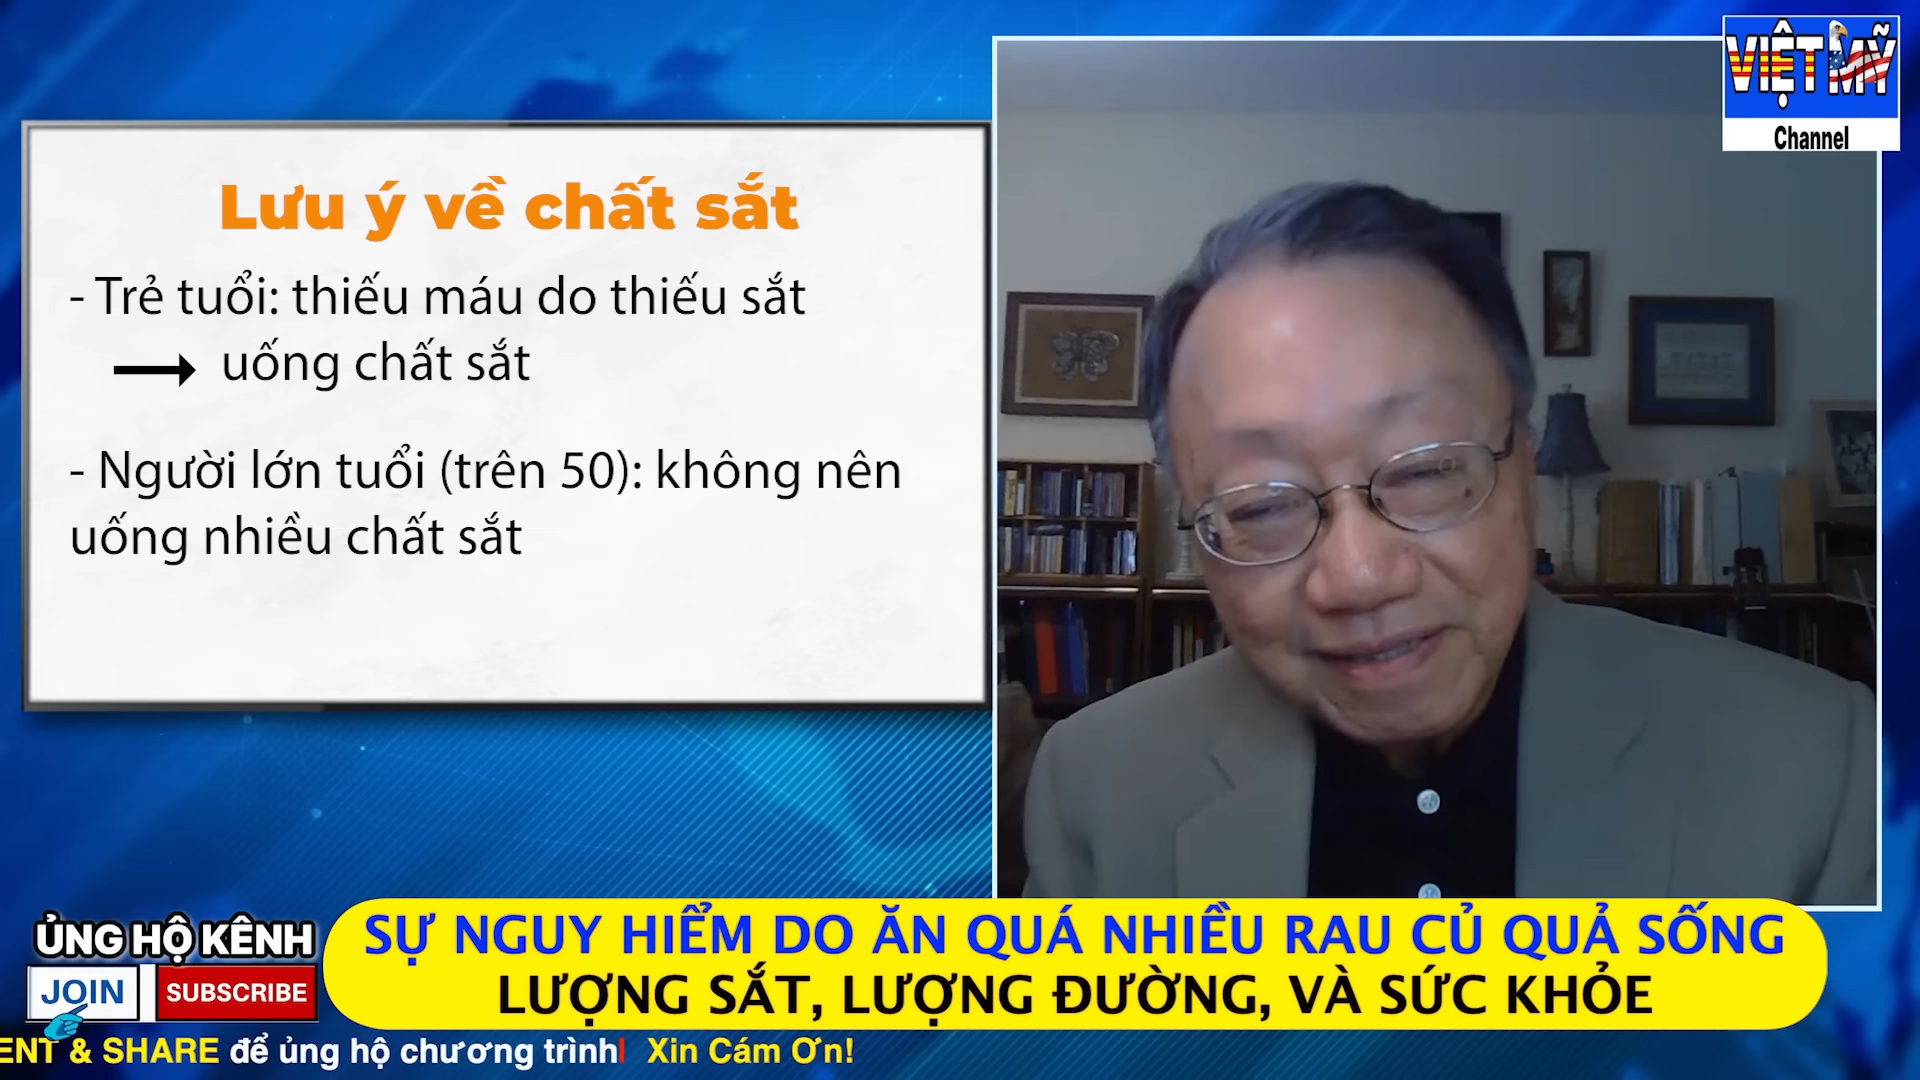 VIỆT MỸ
Channel
Lưu ý về chất sắt
- Trẻ tuổi: thiếu máu do thiếu sắt
uống chất sắt
- Người lớn tuổi (trên 50): không nên
uống nhiều chất sắt
ỦNG HỘ KÊNH
JOIN
SUBSCRIBE
SỰ NGUY HIỂM DO ĂN QUÁ NHIỀU RAU CỦ QUẢ SỐNG
LƯỢNG SẮT, LƯỢNG ĐƯỜNG, VÀ SỨC KHỎE
ENT & SHARE để ủng hộ chương trình! Xin Cám Ơn!